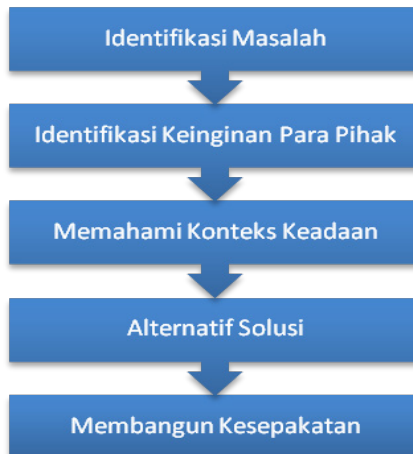 Identifikasi Masalah
Identifikasi Keinginan Para Pihak
Memahami Konteks Keadaan
Alternatif Solusi
Membangun Kesepakatan